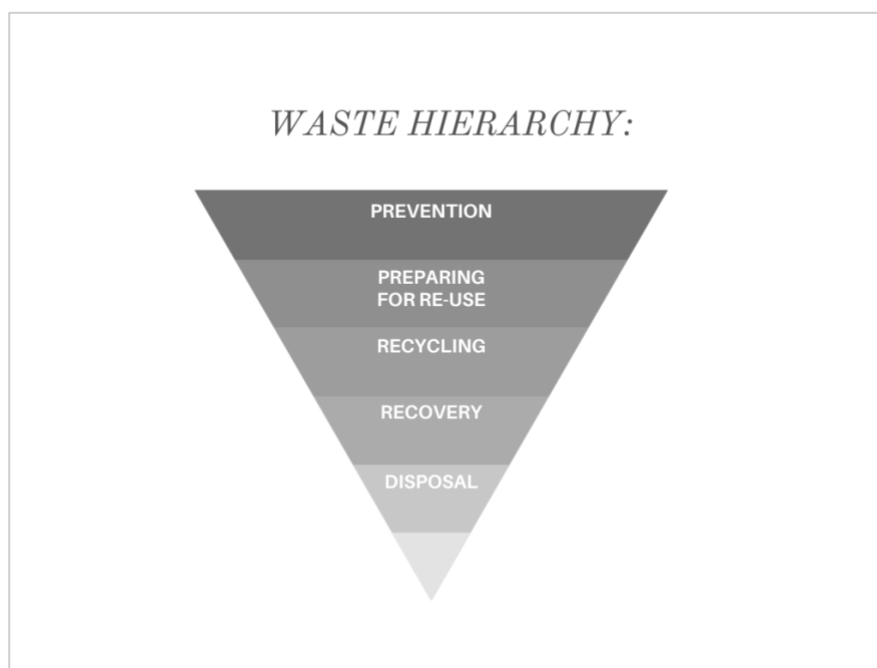 WASTE HIERARCHY:
PREVENTION
PREPARING
FOR RE-USE
RECYCLING
RECOVERY
DISPOSAL